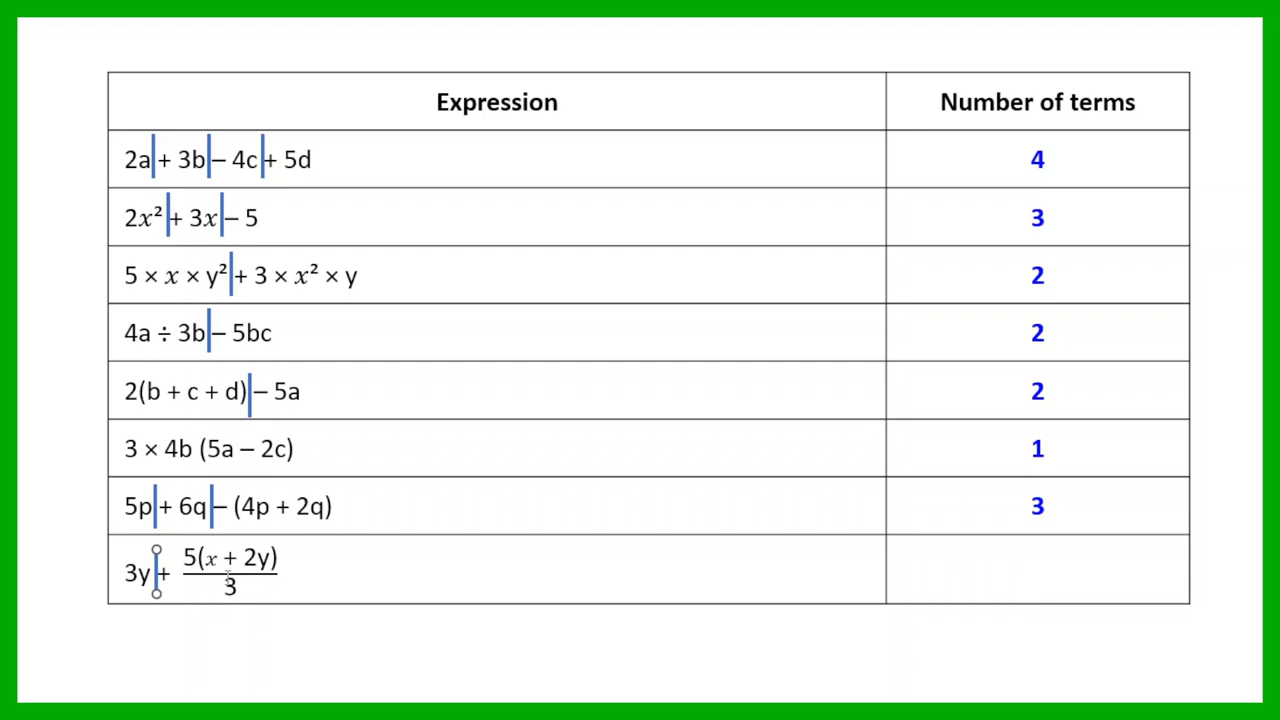 Expression Number of terms
2a + 3b – 4c + 5d 4
2x² + 3x – 5 3
5 × x × y² + 3 × x² × y 2
4a ÷ 3b – 5bc 2
2(b + c + d) – 5a 2
3 × 4b (5a – 2c) 1
5p + 6q – (4p + 2q) 3
3y + 5(x + 2y)
3